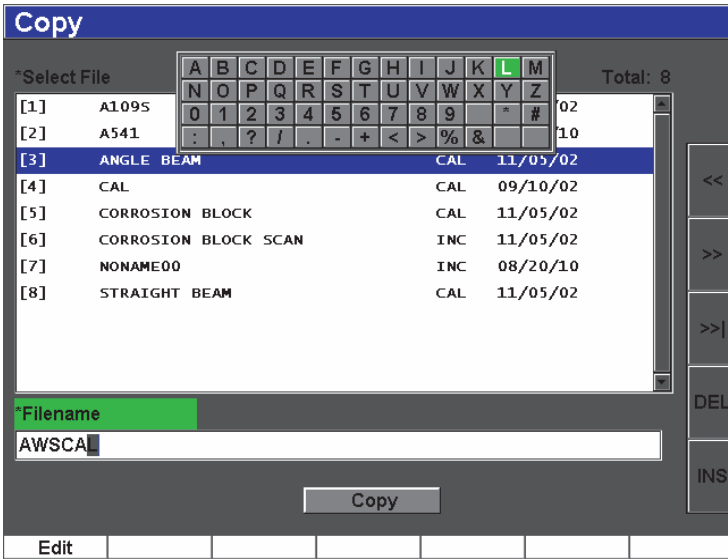 Copy
*Select File
Total: 8
A B C D E F G H I J K L M
N O P Q R S T U V W X Y Z
0 1 2 3 4 5 6 7 8 9 * #
: , ? / . - + < > % &
[1] A109S /02
[2] A541 /10
[3] ANGLE BEAM CAL 11/05/02
[4] CAL CAL 09/10/02
[5] CORROSION BLOCK CAL 11/05/02
[6] CORROSION BLOCK SCAN INC 11/05/02
[7] NONAME00 INC 08/20/10
[8] STRAIGHT BEAM CAL 11/05/02
*Filename
AWSCAL
Copy
Edit
<<
>>
>>|
DEL
INS